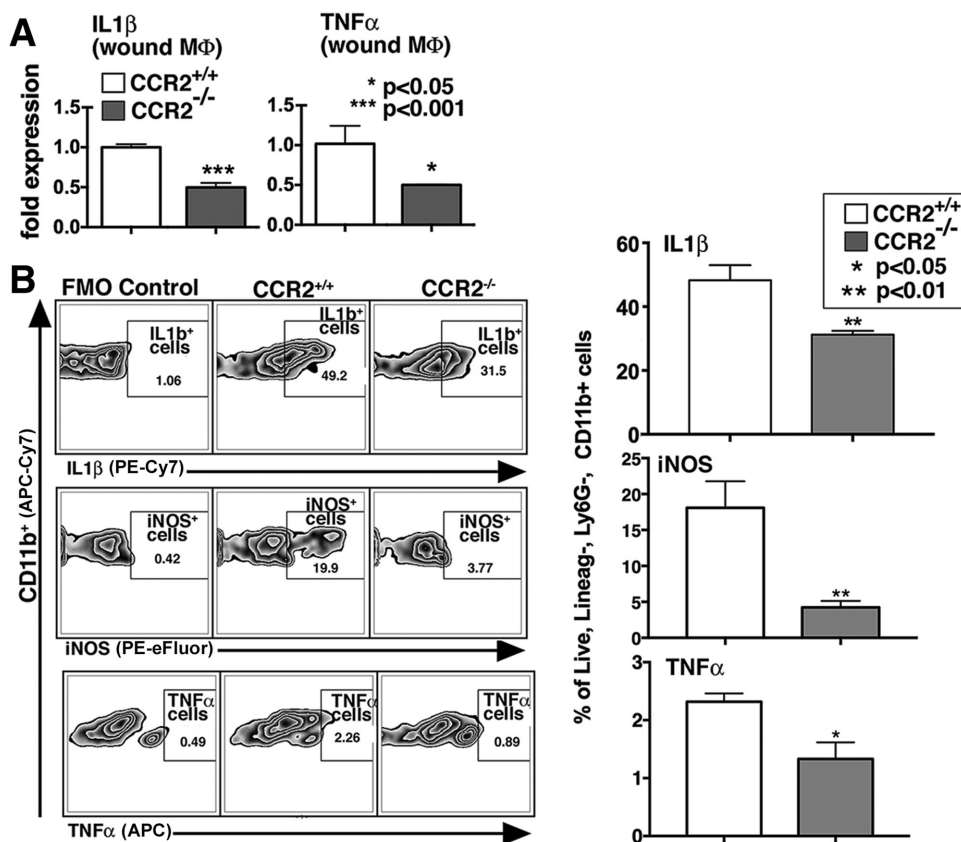 A
IL1β
(wound MΦ)
TNFα
(wound MΦ)
CCR2+/+
CCR2-/-
* p<0.05
*** p<0.001
fold expression
1.5
1.0
0.5
0.0
***
1.5
1.0
0.5
0.0
*
B
FMO Control
CCR2+/+
CCR2-/-
CD11b+ (APC-Cy7)
IL1b+
cells
1.06
IL1b+
cells
49.2
IL1b+
cells
31.5
IL1β (PE-Cy7)
iNOS+
cells
0.42
iNOS+
cells
19.9
iNOS+
cells
3.77
iNOS (PE-eFluor)
TNFα
cells
0.49
TNFα
cells
2.26
TNFα
cells
0.89
TNFα (APC)
% of Live, Lineag-, Ly6G-, CD11b+ cells
CCR2+/+
CCR2-/-
* p<0.05
** p<0.01
IL1β
60
40
20
0
**
iNOS
25
20
15
10
5
0
**
TNFα
3
2
1
0
*